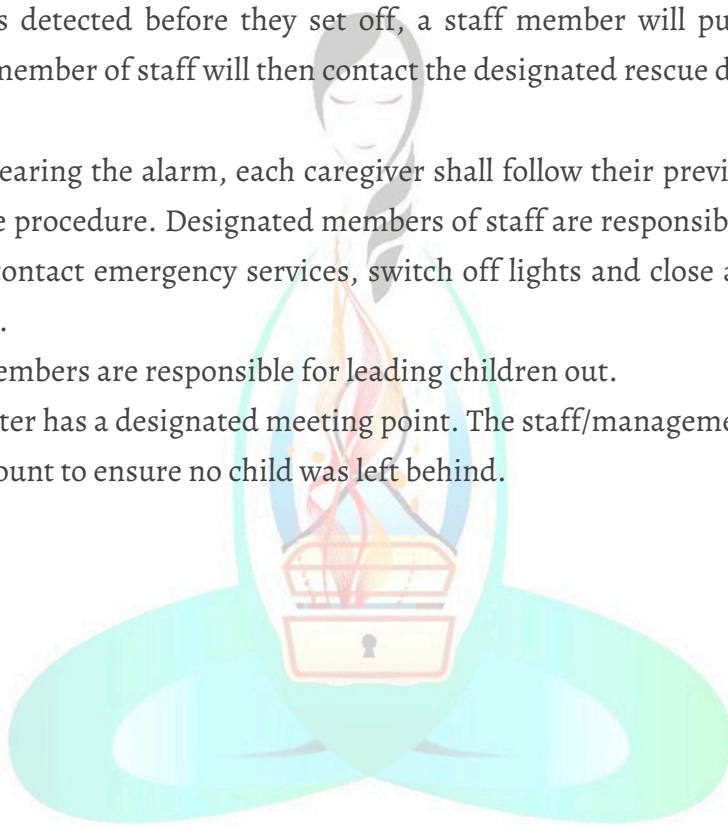 s detected before they set off, a staff member will pu
member of staff will then contact the designated rescue d
earing the alarm, each caregiver shall follow their previ
e procedure. Designated members of staff are responsib
contact emergency services, switch off lights and close a
.
embers are responsible for leading children out.
ter has a designated meeting point. The staff/manageme
ount to ensure no child was left behind.